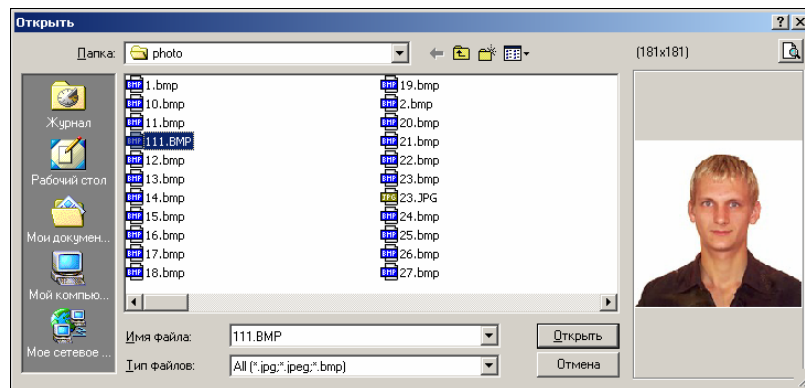 Открыть
Папка: photo
(181x181)
Журнал
Рабочий стол
Мои докумен...
Мой компью...
Мое сетевое ...
1.bmp
10.bmp
11.bmp
111.BMP
12.bmp
13.bmp
14.bmp
15.bmp
16.bmp
17.bmp
18.bmp
19.bmp
2.bmp
20.bmp
21.bmp
22.bmp
23.bmp
23.JPG
24.bmp
25.bmp
26.bmp
27.bmp
Имя файла: 111.BMP Открыть
Тип файлов: All (*.jpg;*.jpeg;*.bmp) Отмена